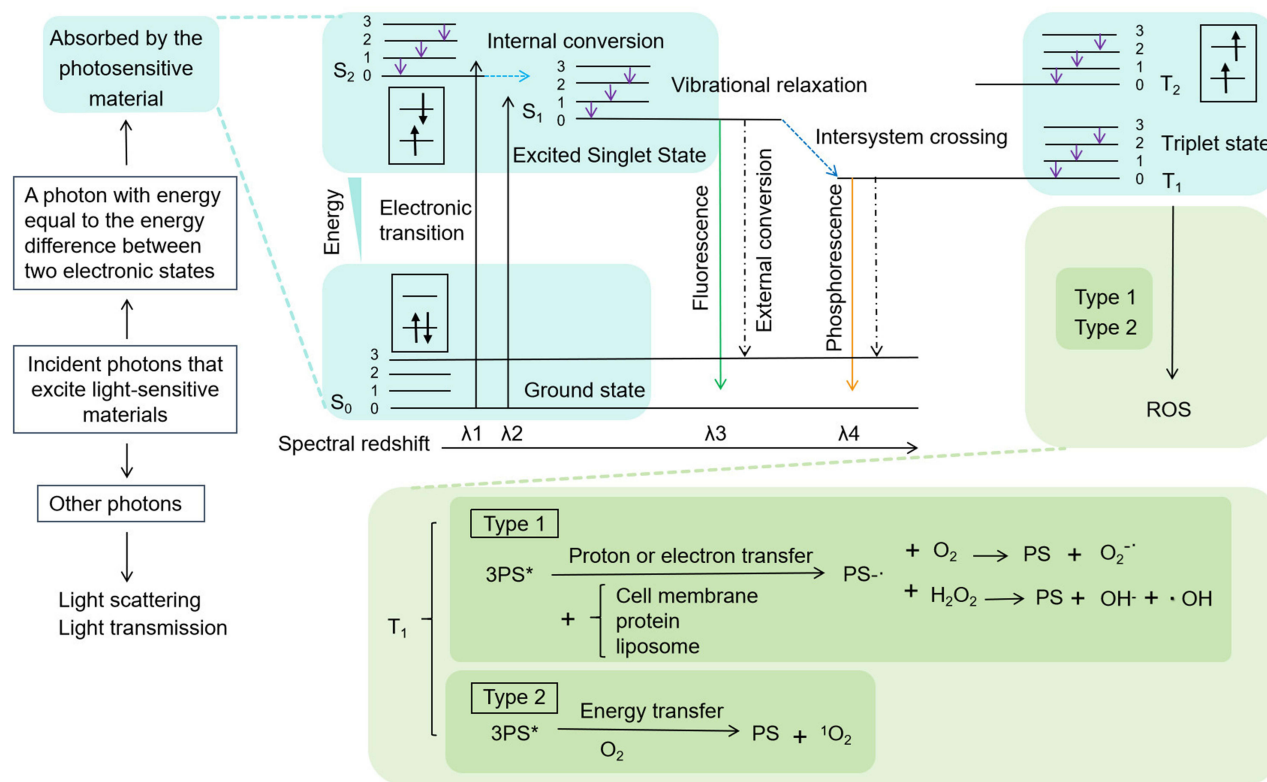 Absorbed by the
photosensitive
material
A photon with energy
equal to the energy
difference between
two electronic states
Incident photons that
excite light-sensitive
materials
Other photons
Light scattering
Light transmission
3
2
1
0
S2
Internal conversion
3
2
1
0
S1
Vibrational relaxation
Excited Singlet State
Intersystem crossing
3
2
1
0
T2
3
2
1
0
Triplet state
T1
Energy
Electronic
transition
Fluorescence
External conversion
Phosphorescence
3
2
1
0
S0
Ground state
Spectral redshift
λ1
λ2
λ3
λ4
Type 1
Type 2
ROS
T1
Type 1
3PS*
Proton or electron transfer
+
Cell membrane
protein
liposome
PS-·
+ O2 → PS + O2⁻·
+ H2O2 → PS + OH- + ·OH
Type 2
3PS*
Energy transfer
O2
PS + ¹O2